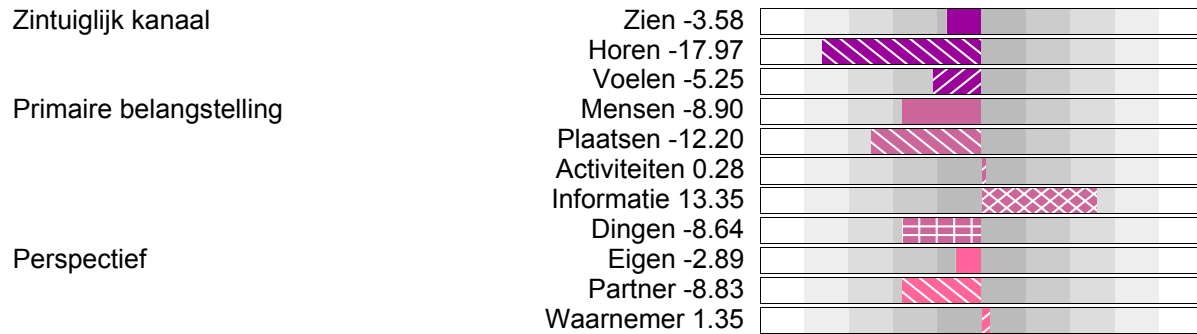 Zintuiglijk kanaal Zien -3.58
Horen -17.97
Voelen -5.25
Primaire belangstelling Mensen -8.90
Plaatsen -12.20
Activiteiten 0.28
Informatie 13.35
Dingen -8.64
Perspectief Eigen -2.89
Partner -8.83
Waarnemer 1.35